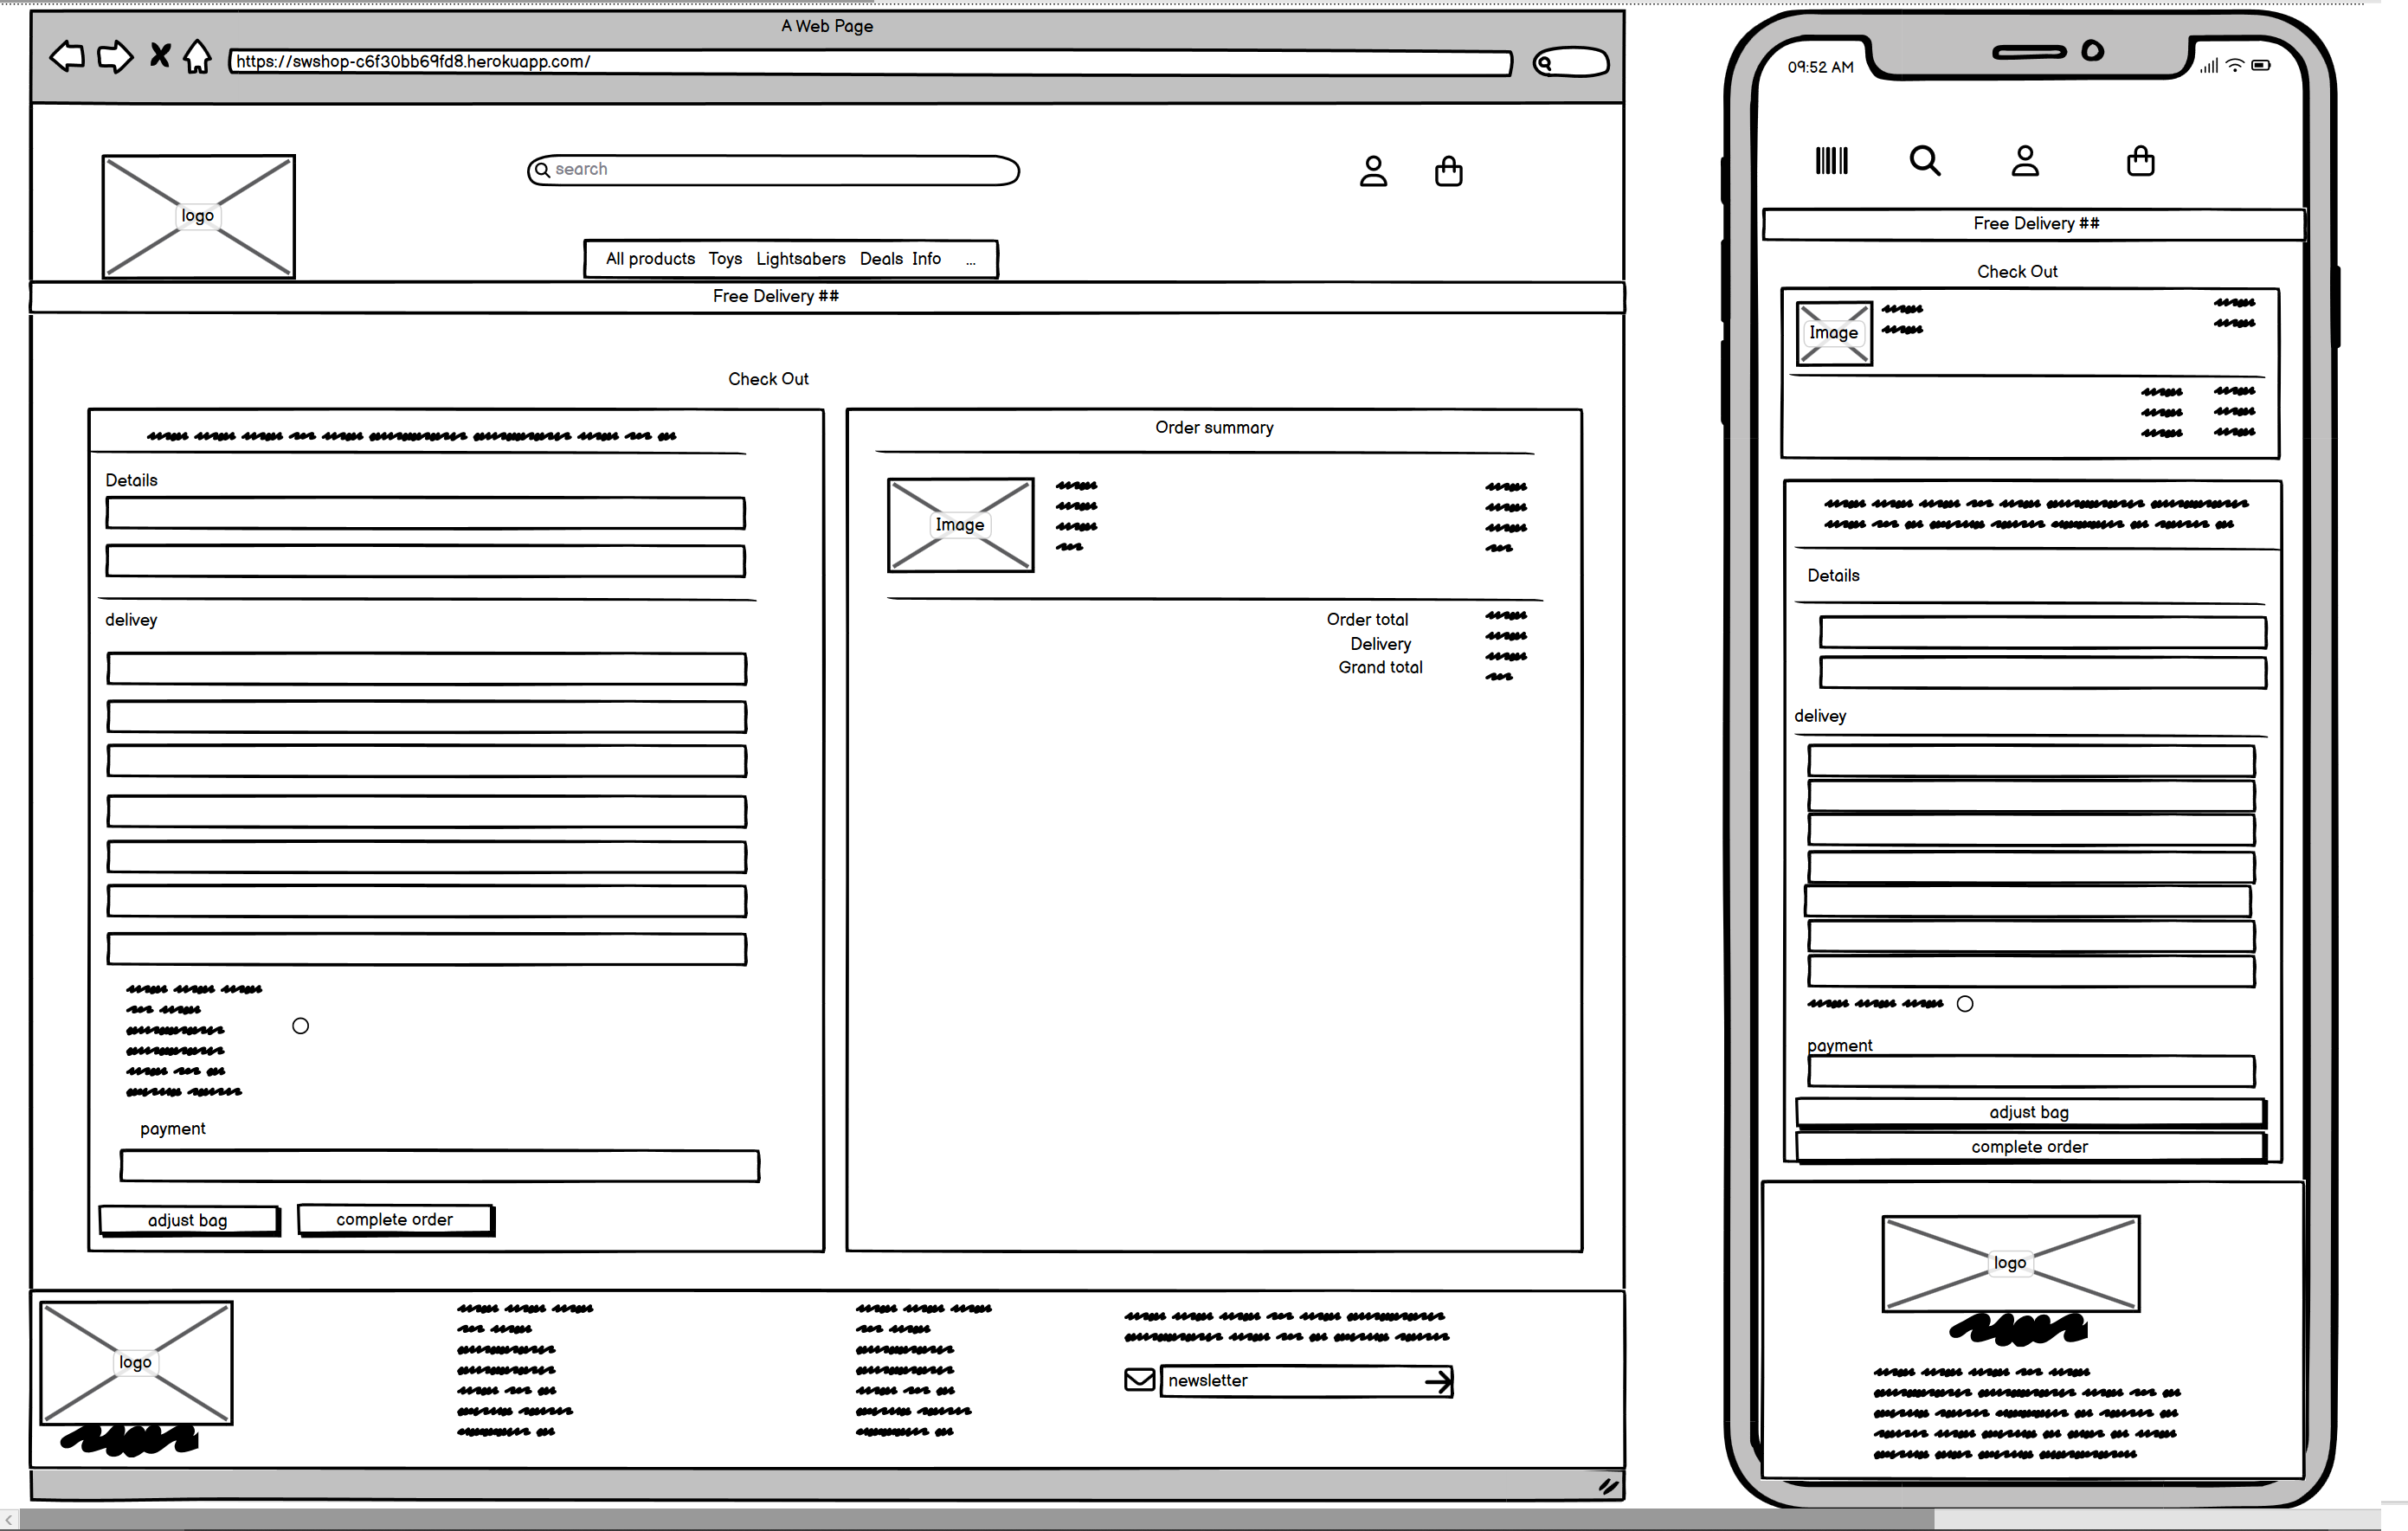 A Web Page
https://swshop-c6f30bb69fd8.herokuapp.com/
search
logo
All products Toys Lightsabers Deals Info ...
Free Delivery ##
Check Out
Details
delivey
payment
adjust bag complete order
Order summary
Image
Order total
Delivery
Grand total
logo
newsletter
09:52 AM
Free Delivery ##
Check Out
Image
Details
delivey
payment
adjust bag
complete order
logo